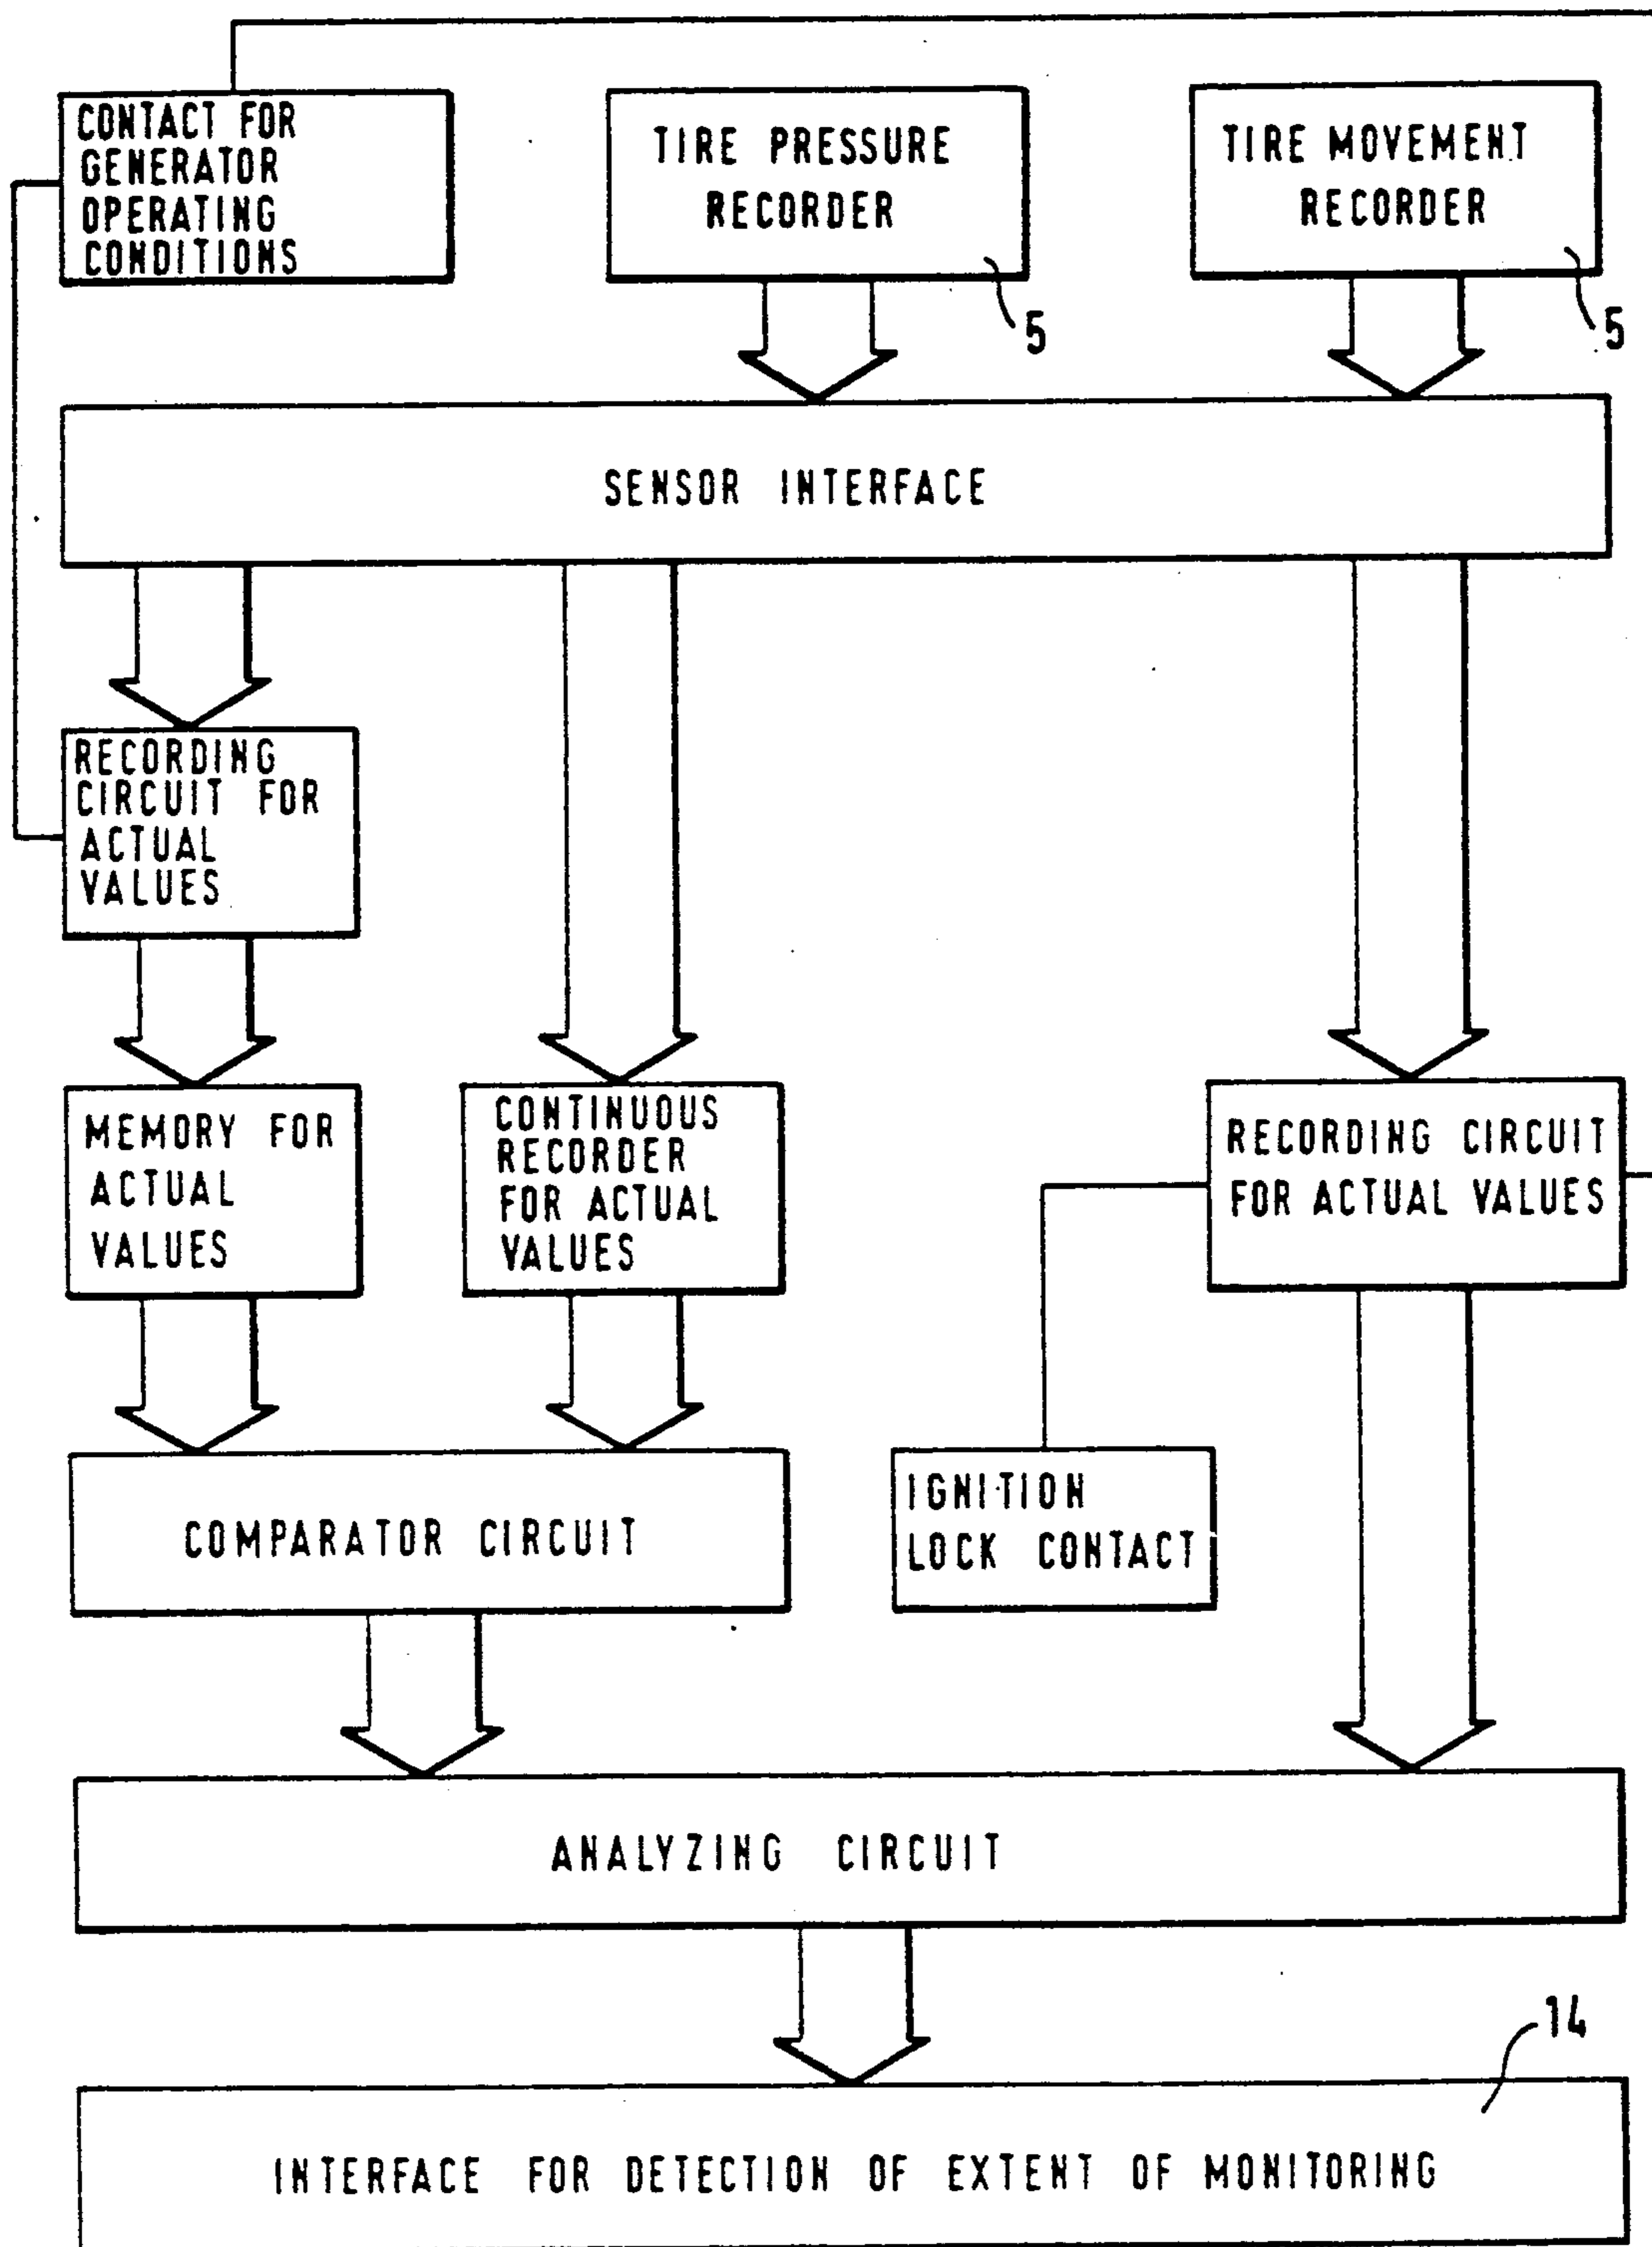 CONTACT FOR
GENERATOR
OPERATING
CONDITIONS
TIRE PRESSURE
RECORDER
5
TIRE MOVEMENT
RECORDER
5
SENSOR INTERFACE
RECORDING
CIRCUIT FOR
ACTUAL
VALUES
MEMORY FOR
ACTUAL
VALUES
CONTINUOUS
RECORDER
FOR ACTUAL
VALUES
RECORDING CIRCUIT
FOR ACTUAL VALUES
COMPARATOR CIRCUIT
IGNITION
LOCK CONTACT
ANALYZING CIRCUIT
14
INTERFACE FOR DETECTION OF EXTENT OF MONITORING